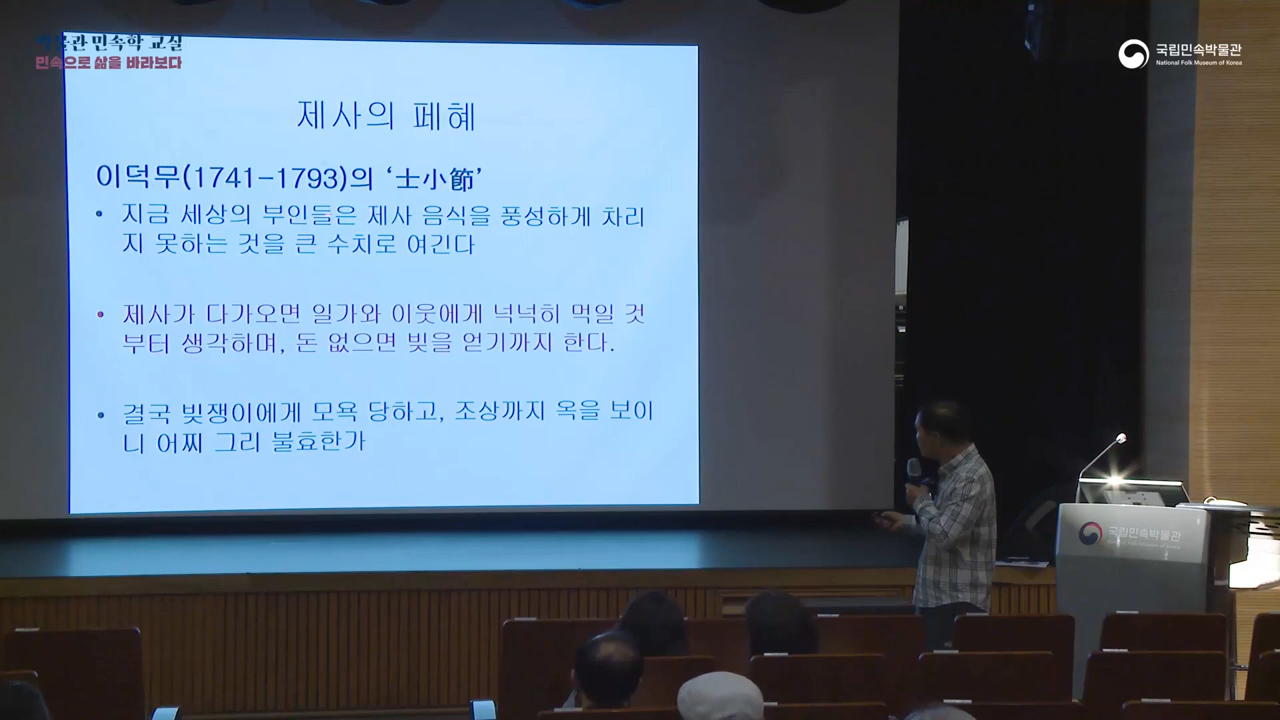 박물관 민속학 교실
민속으로 삶을 바라보다
국립민속박물관
National Folk Museum of Korea
제사의 폐혜
이덕무(1741-1793)의 ‘士小節’
• 지금 세상의 부인들은 제사 음식을 풍성하게 차리
지 못하는 것을 큰 수치로 여긴다
• 제사가 다가오면 일가와 이웃에게 넉넉히 먹일 것
부터 생각하며, 돈 없으면 빚을 얻기까지 한다.
• 결국 빚쟁이에게 모욕 당하고, 조상까지 욕을 보이
니 어찌 그리 불효한가
국립민속박물관
National Folk Museum of Korea